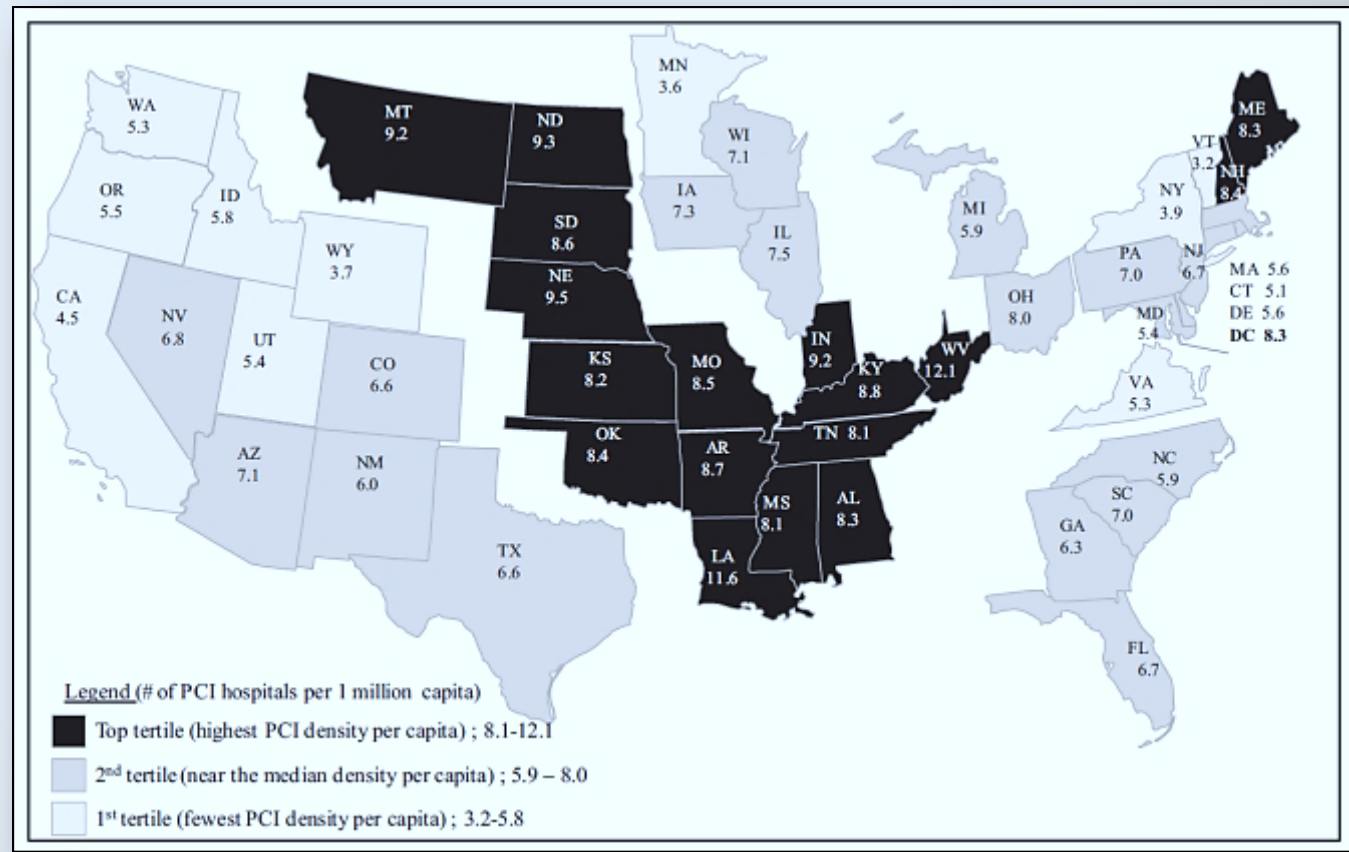 WA
5.3
OR
5.5
ID
5.8
CA
4.5
NV
6.8
UT
5.4
WY
3.7
CO
6.6
AZ
7.1
NM
6.0
TX
6.6
MT
9.2
ND
9.3
SD
8.6
NE
9.5
KS
8.2
OK
8.4
MN
3.6
WI
7.1
IA
7.3
IL
7.5
MO
8.5
AR
8.7
LA
11.6
MS
8.1
AL
8.3
TN 8.1
KY
8.8
IN
9.2
WV
12.1
MI
5.9
OH
8.0
PA
7.0
NY
3.9
VT
3.2
NH
8.4
ME
8.3
NJ
6.7
MD
5.4
MA 5.6
CT 5.1
DE 5.6
DC 8.3
VA
5.3
NC
5.9
SC
7.0
GA
6.3
FL
6.7
Legend (# of PCI hospitals per 1 million capita)
Top tertile (highest PCI density per capita) ; 8.1-12.1
2nd tertile (near the median density per capita) ; 5.9 – 8.0
1st tertile (fewest PCI density per capita) ; 3.2-5.8